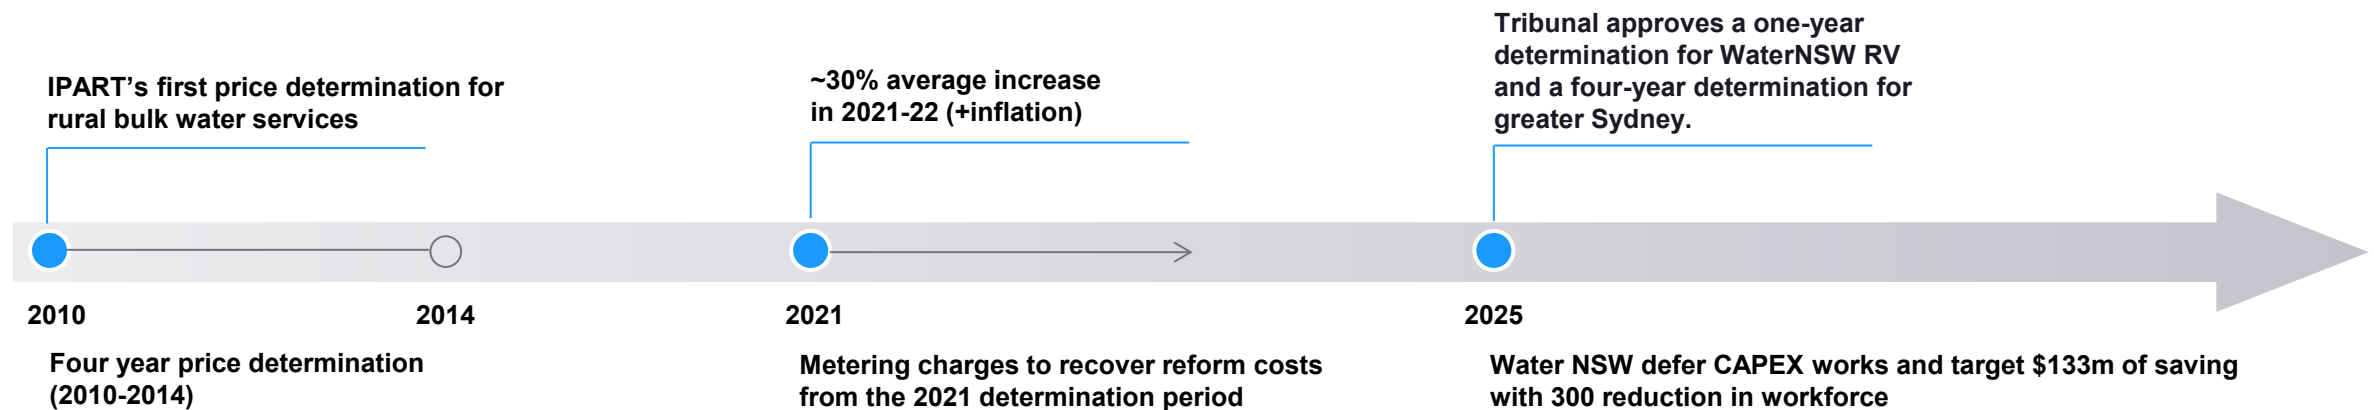 IPART’s first price determination for
rural bulk water services
~30% average increase
in 2021-22 (+inflation)
Tribunal approves a one-year
determination for WaterNSW RV
and a four-year determination for
greater Sydney.
2010
2014
2021
2025
Four year price determination
(2010-2014)
Metering charges to recover reform costs
from the 2021 determination period
Water NSW defer CAPEX works and target $133m of saving
with 300 reduction in workforce